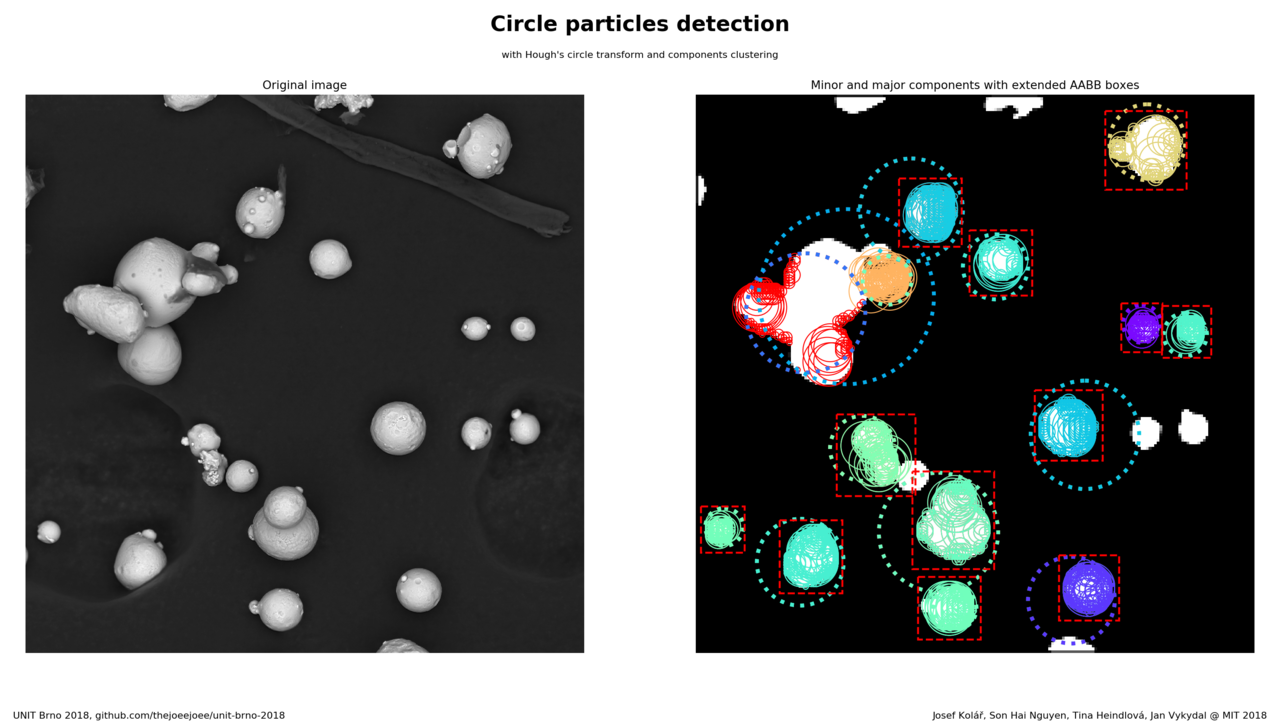 Circle particles detection
with Hough's circle transform and components clustering
Original image
Minor and major components with extended AABB boxes
UNIT Brno 2018, github.com/thejoeejoee/unit-brno-2018
Josef Kolář, Son Hai Nguyen, Tina Heindlová, Jan Vykydal @ MIT 2018